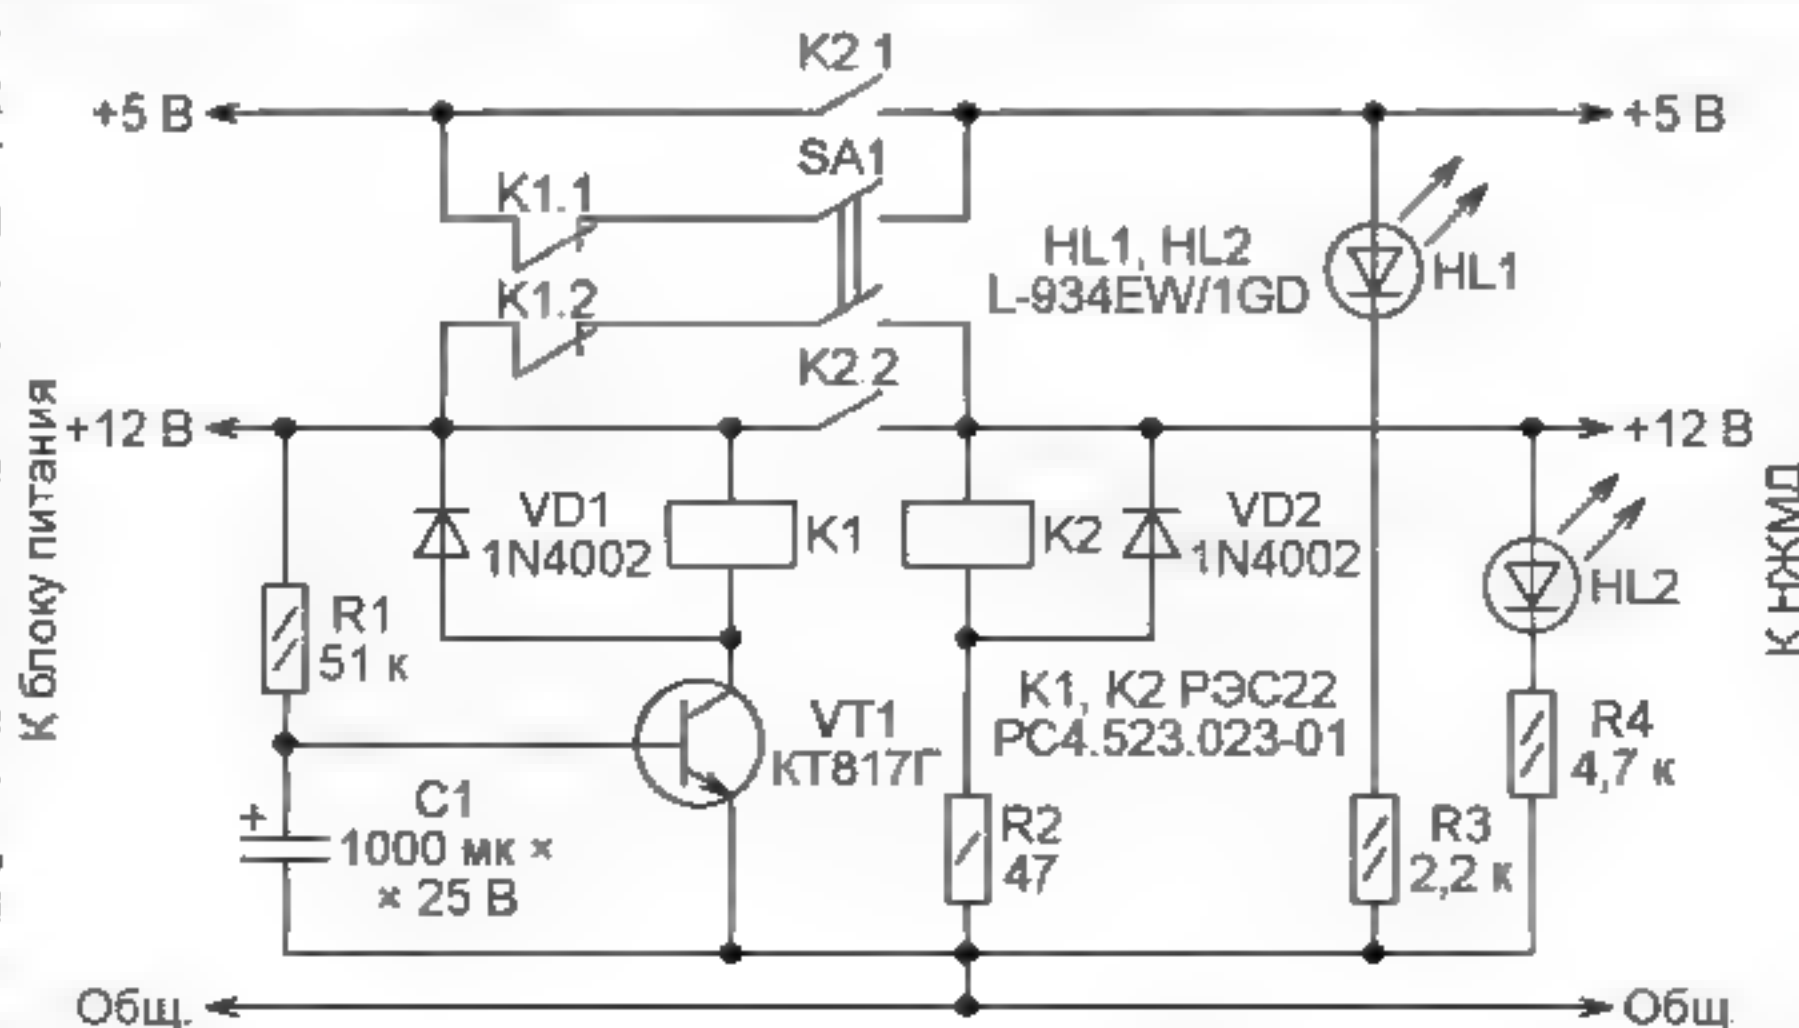 K2.1
+5 В
+5 В
SA1
K1.1
HL1, HL2
L-934EW/1GD
HL1
K1.2
K2.2
+12 В
+12 В
К блоку питания
VD1
1N4002
K1
K2
VD2
1N4002
HL2
К НЖМД
R1
51 к
K1, K2 РЭС22
РС4.523.023-01
VT1
КТ817Г
R4
4,7 к
C1
1000 мк ×
× 25 В
+
R2
47
R3
2,2 к
Общ.
Общ.